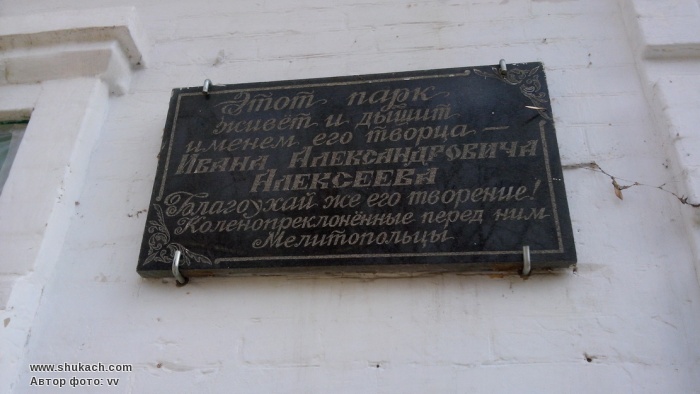 Этот парк
живёт и дышит
именем его творца —
Ивана Александровича
Алексеева
Благоухай же его творение!
Коленопреклонённые перед ним
Мелитопольцы
www.shukach.com
Автор фото: vv